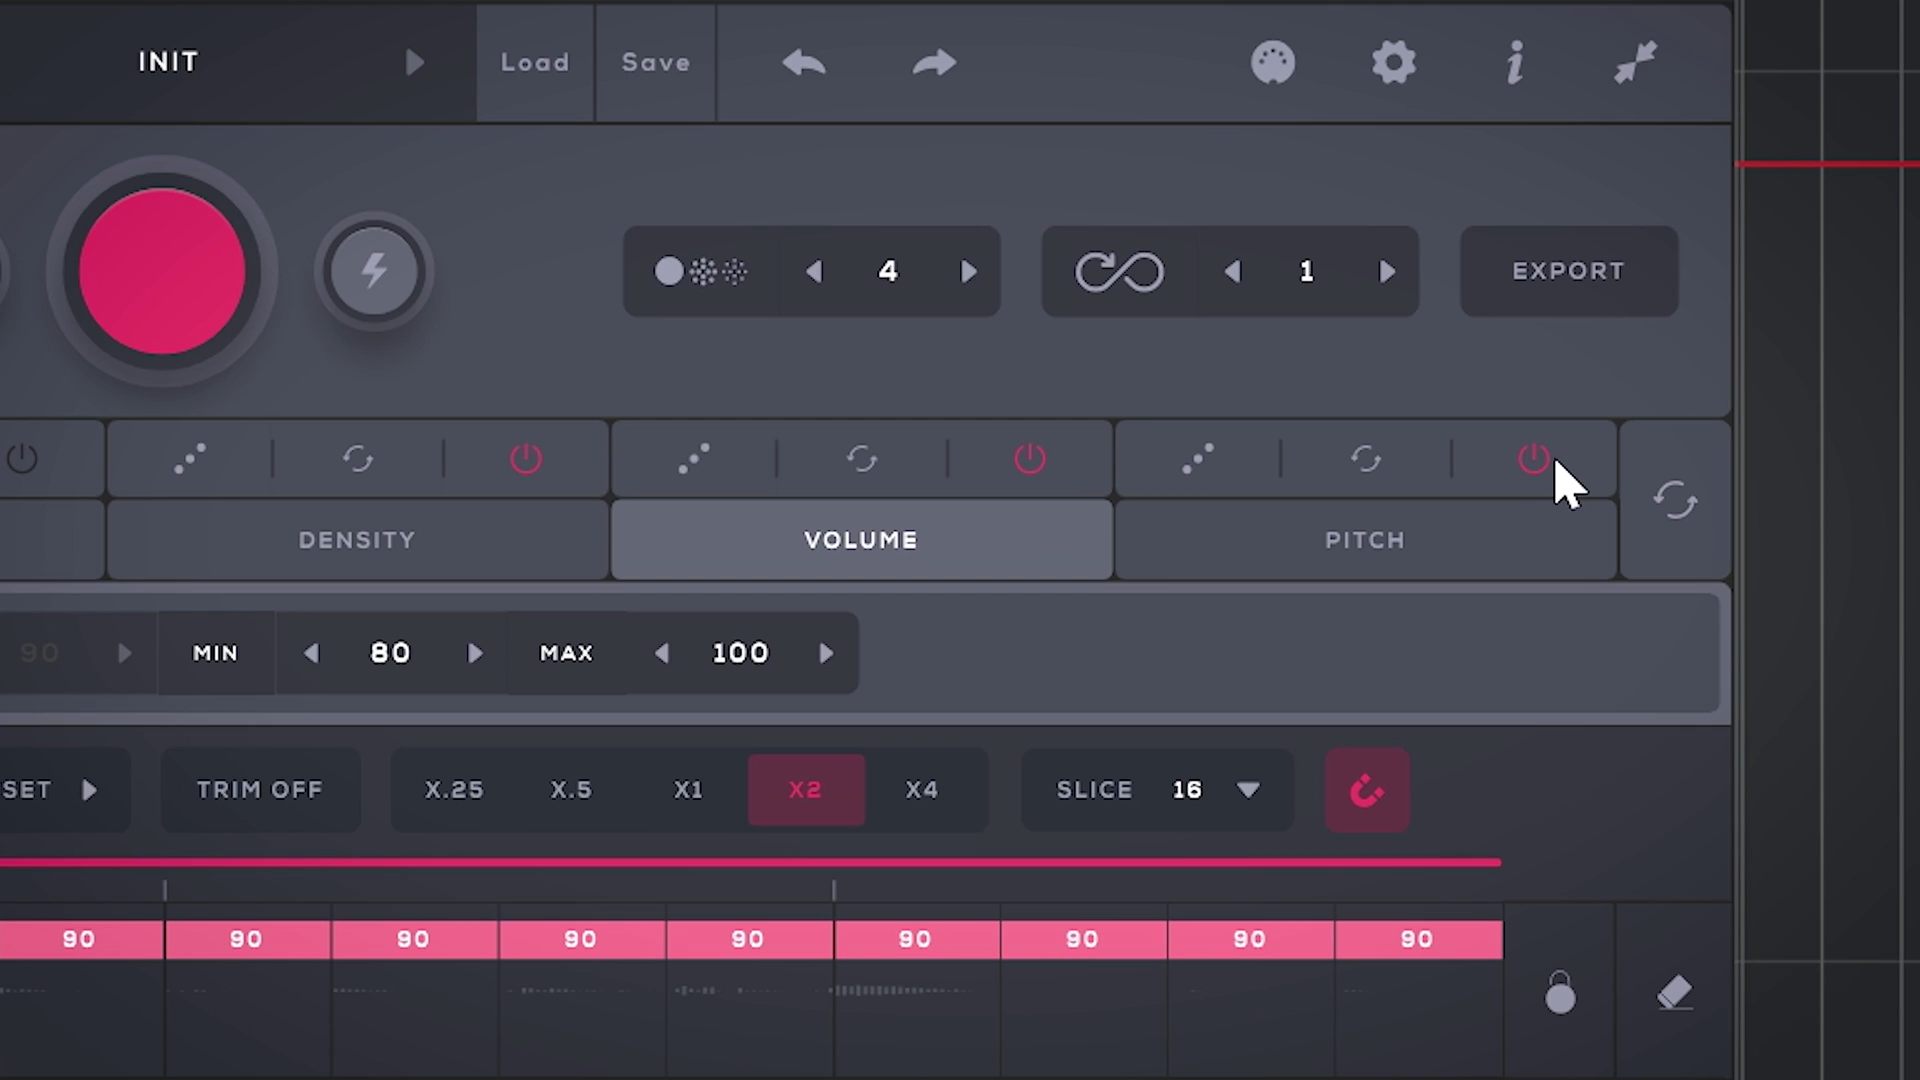 INIT Load Save
4 1 EXPORT
DENSITY VOLUME PITCH
90 MIN 80 MAX 100
SET TRIM OFF X.25 X.5 X1 X2 X4 SLICE 16
90 90 90 90 90 90 90 90 90